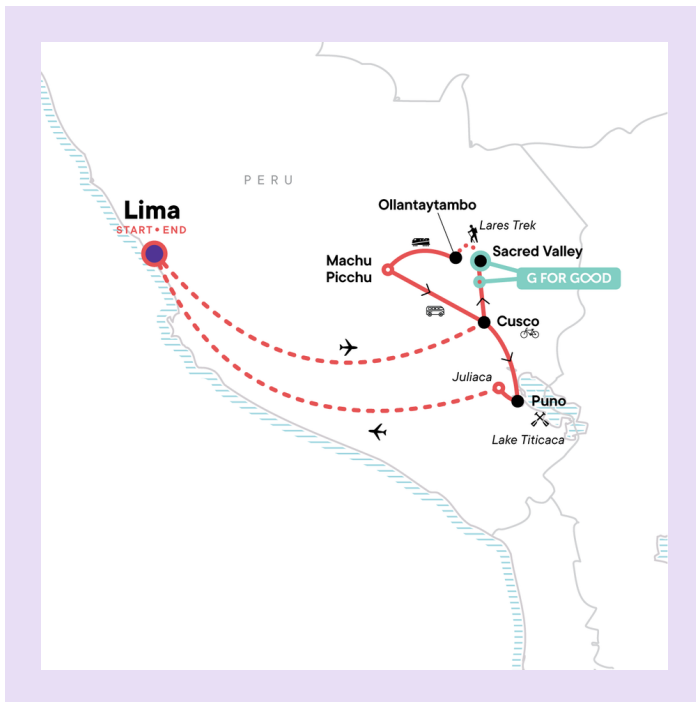 PERU
Lima
START • END
Ollantaytambo
Lares Trek
Sacred Valley
Machu
Picchu
G FOR GOOD
Cusco
Juliaca
Puno
Lake Titicaca